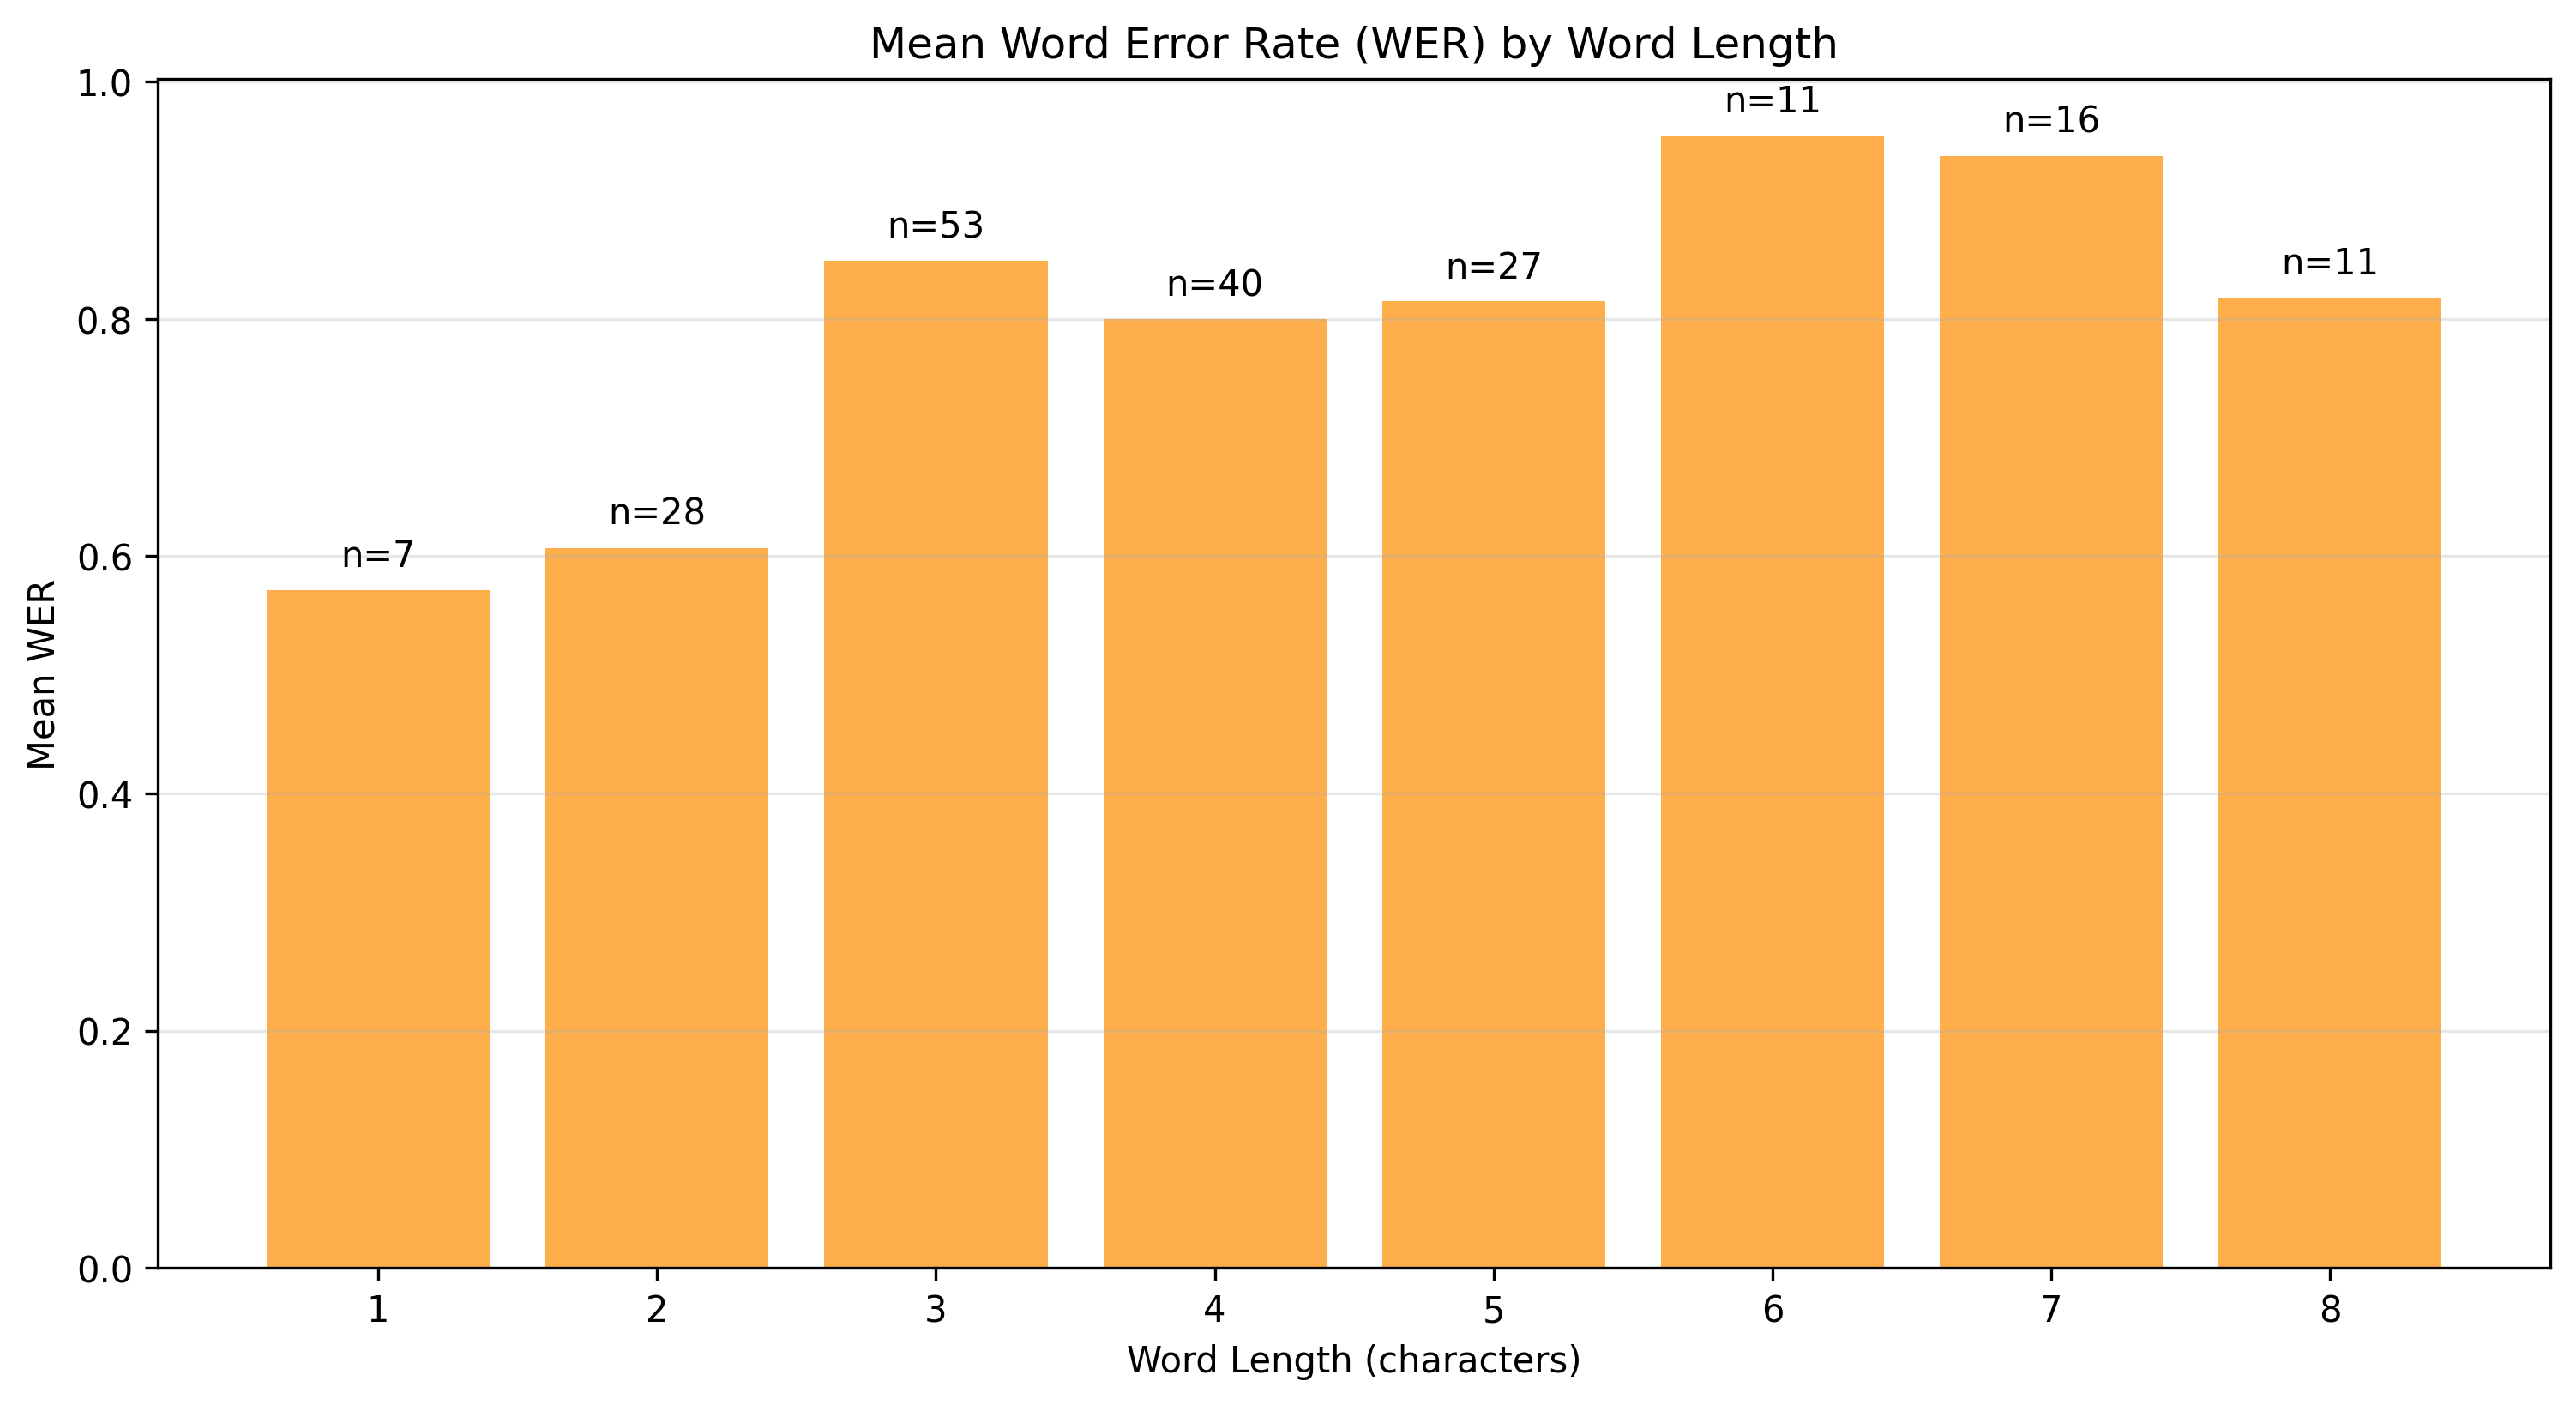 Mean Word Error Rate (WER) by Word Length
1.0
0.8
0.6
0.4
0.2
0.0
Mean WER
n=7
n=28
n=53
n=40
n=27
n=11
n=16
n=11
1 2 3 4 5 6 7 8
Word Length (characters)